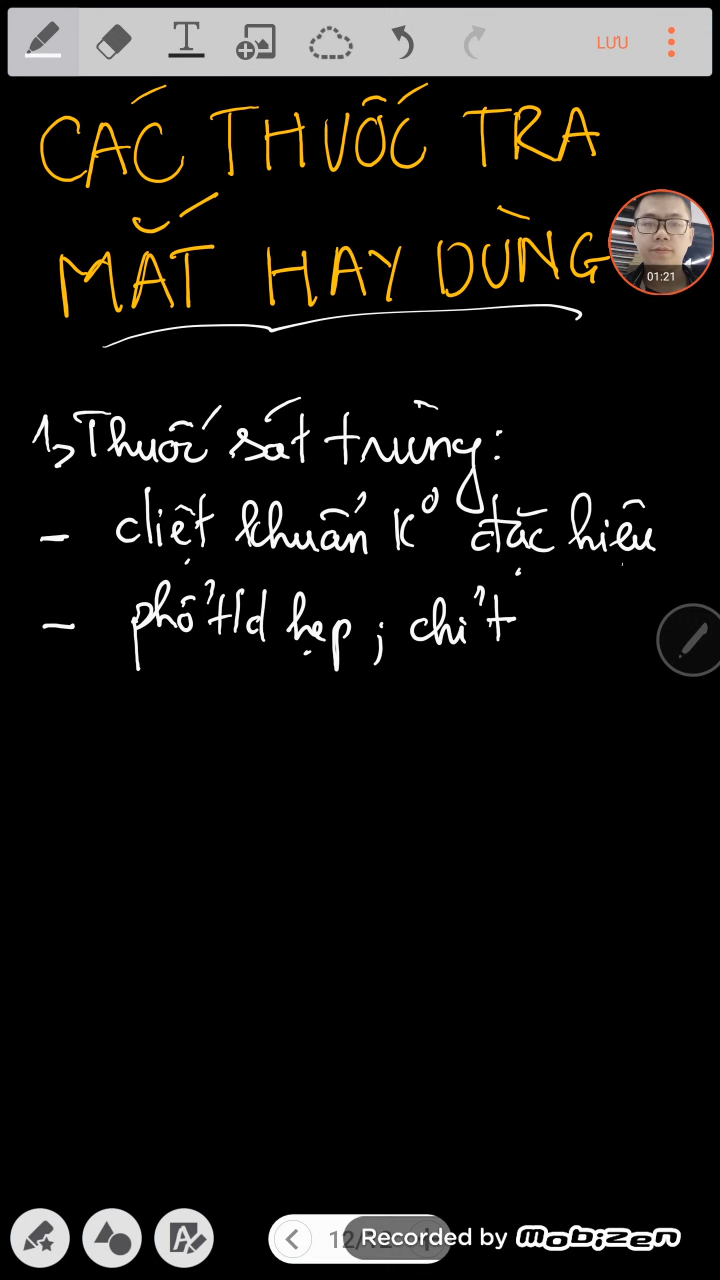 T
LƯU
CÁC THUỐC TRA
MẮT HAY DÙNG
01:21
1, Thuốc sát trùng:
- diệt khuẩn k° đặc hiệu
- phổ t/d hẹp ; chỉ t
Recorded by mobizen